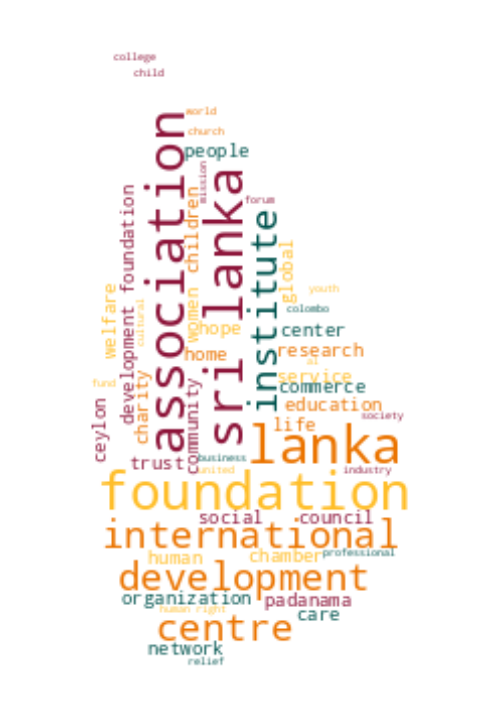 college
child
world
church
people
mission
association
sri lanka
forum
development foundation
women children
institute
global
welfare
cultural
youth
colombo
hope
center
home
research
service
commerce
fund
charity
community
ceylon
education
society
life
lanka
trust
business
united
industry
foundation
social
council
international
human
chamber
professional
development
organization
padanama
human right
care
centre
network
relief